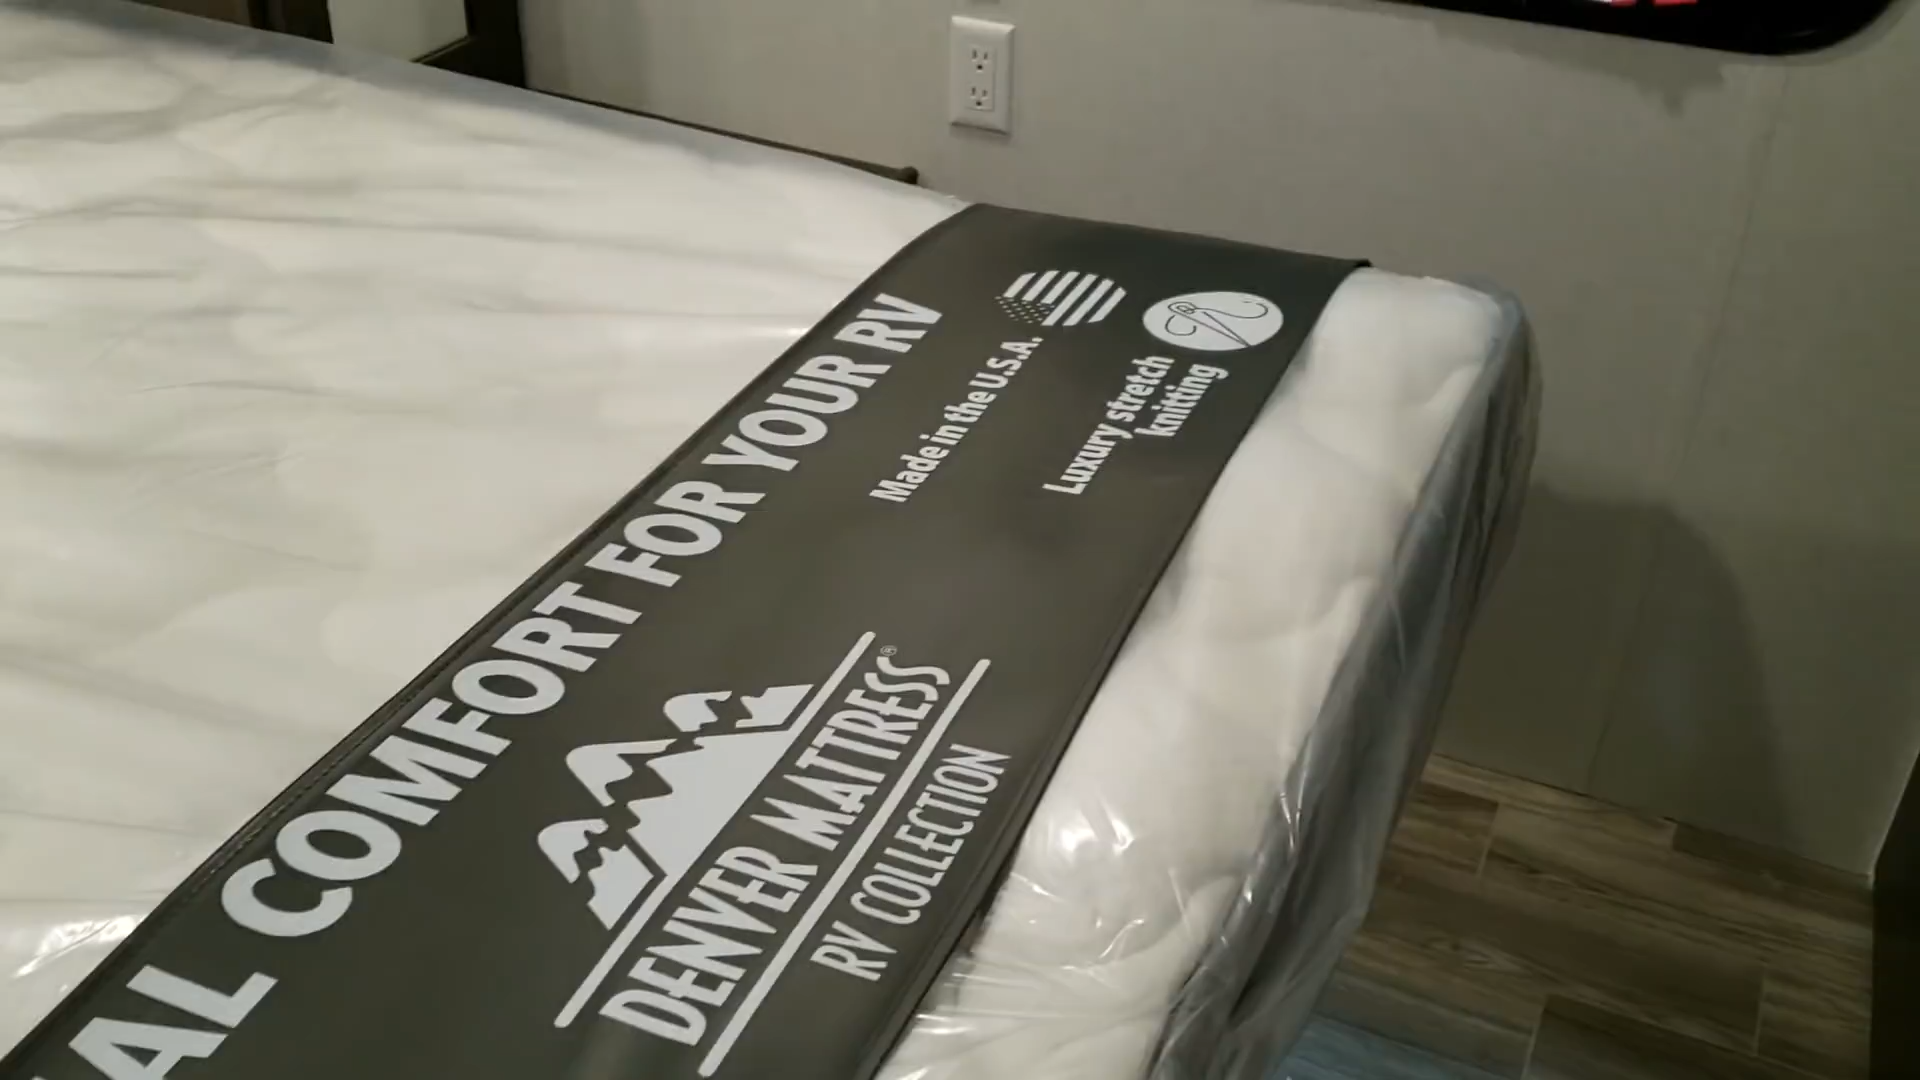 AL COMFORT FOR YOUR RV
Made in the U.S.A.
Luxury stretch
knitting
DENVER MATTRESS®
RV COLLECTION